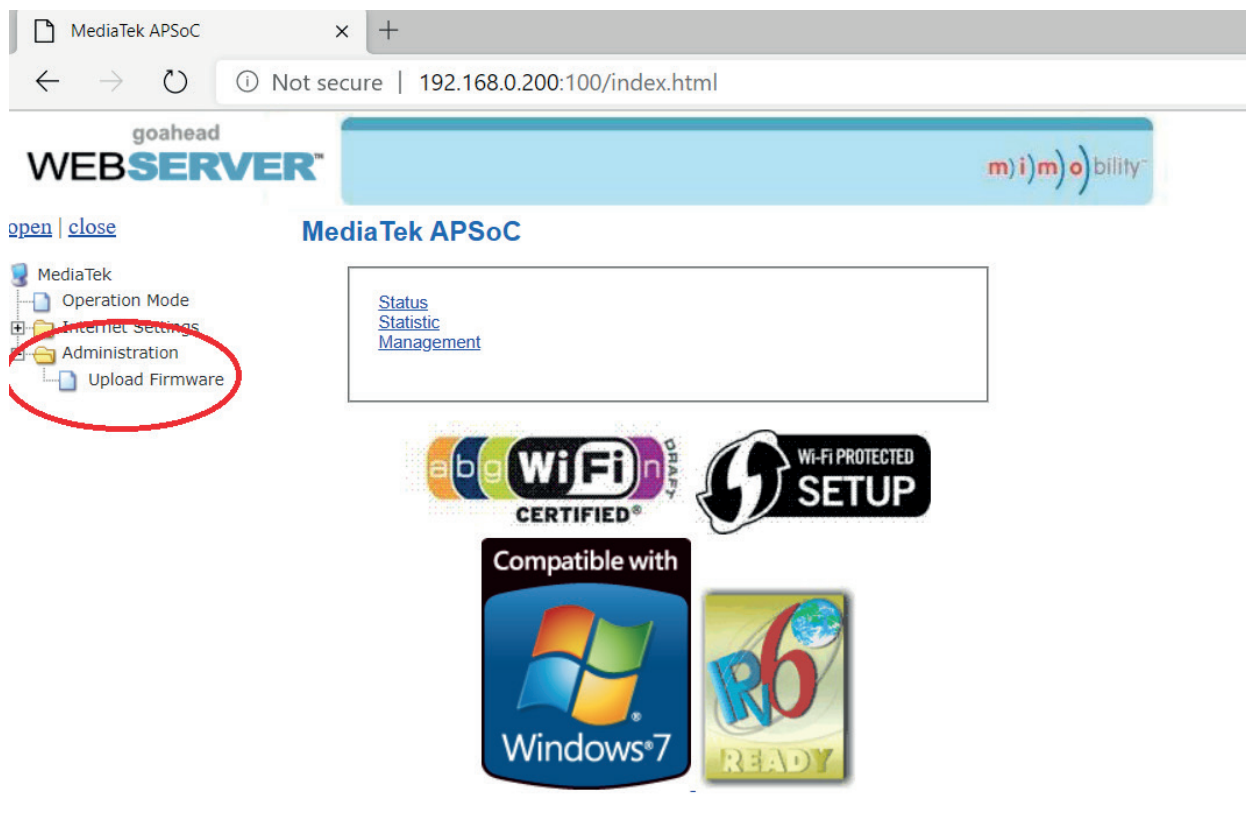 MediaTek APSoC
Not secure | 192.168.0.200:100/index.html
goahead
WEBSERVER™
m)i)m)o)bility™
open | close
MediaTek APSoC
MediaTek
Operation Mode
Internet Settings
Administration
Upload Firmware
Status
Statistic
Management
abg WiFi n DRAFT
CERTIFIED®
Wi-Fi PROTECTED
SETUP
Compatible with
Windows®7
IPv6
READY